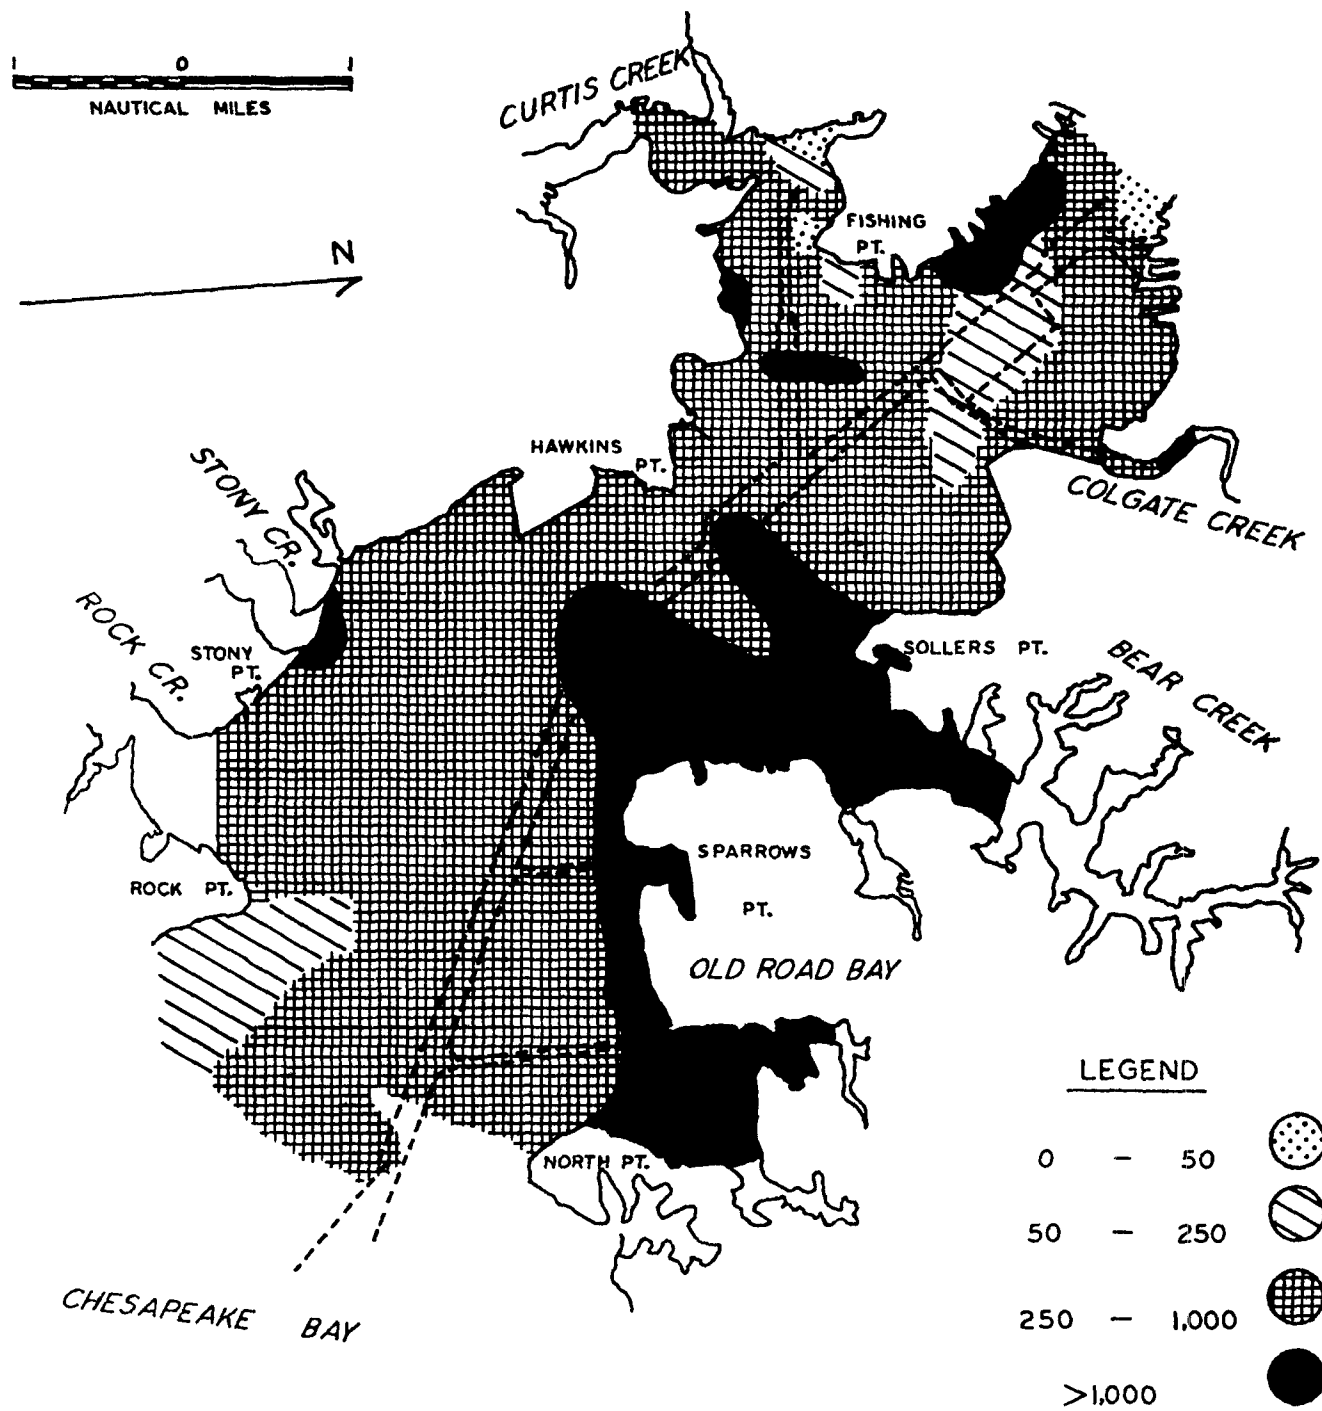 1 0 1
NAUTICAL MILES
CURTIS CREEK
N
FISHING
PT.
HAWKINS
PT.
STONY CR.
COLGATE CREEK
ROCK CR.
STONY
PT.
SOLLERS PT.
BEAR CREEK
SPARROWS
PT.
ROCK PT.
OLD ROAD BAY
LEGEND
0 – 50
NORTH PT.
50 – 250
250 – 1,000
CHESAPEAKE BAY
>1,000